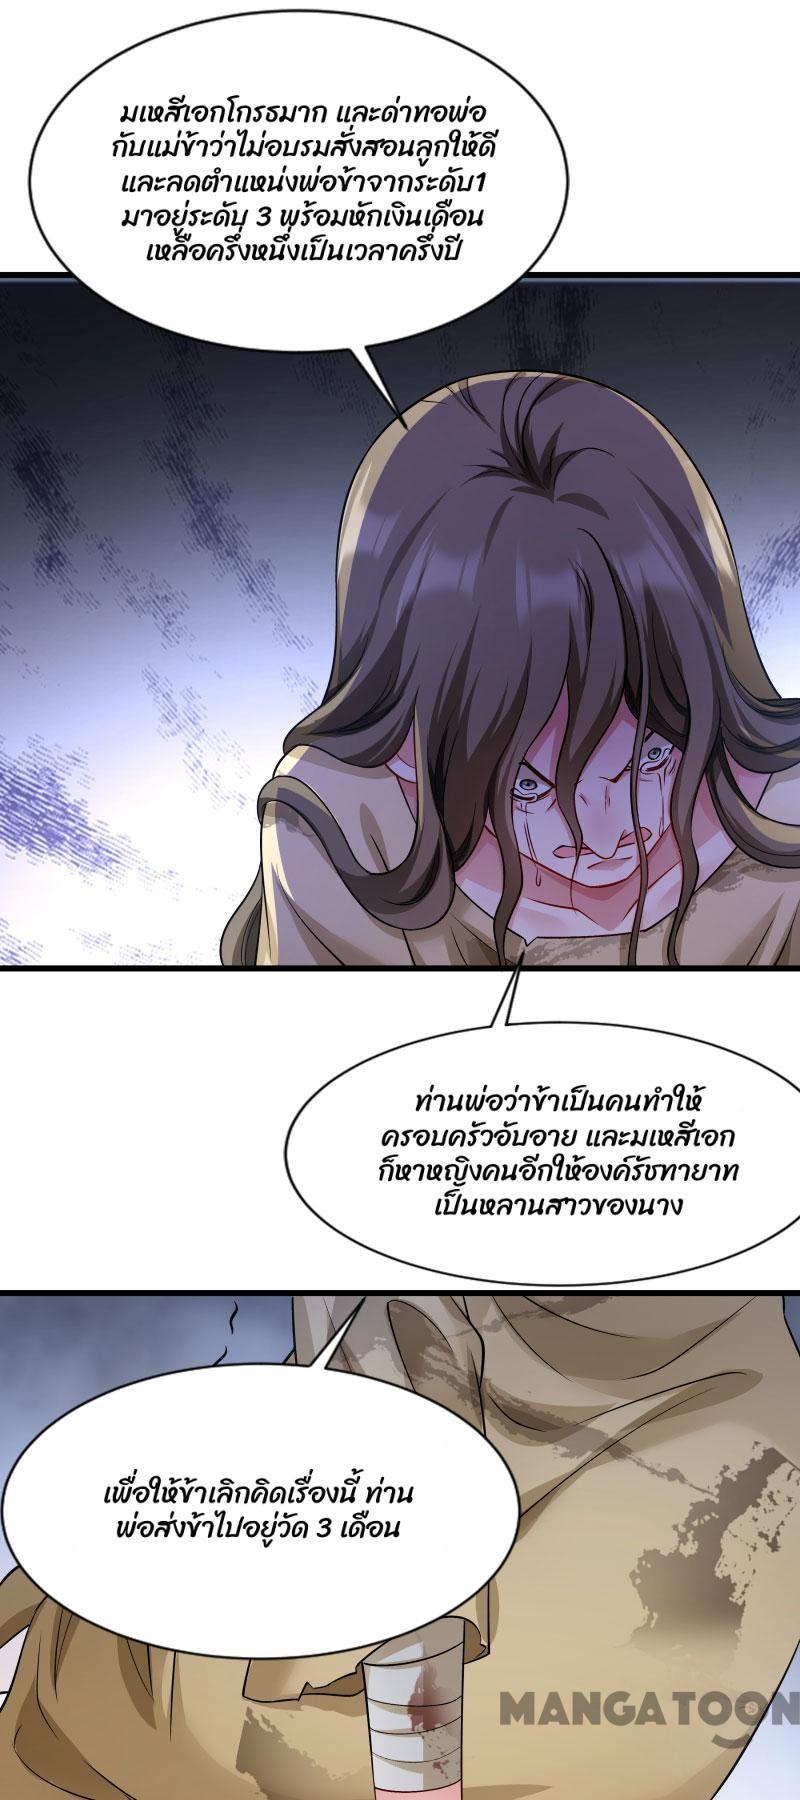 มเหสีเอกโกรธมาก และด่าทอพ่อ
กับแม่ข้าว่าไม่อบรมสั่งสอนลูกให้ดี
และลดตำแหน่งพ่อข้าจากระดับ1
มาอยู่ระดับ 3 พร้อมหักเงินเดือน
เหลือครึ่งหนึ่งเป็นเวลาครึ่งปี
ท่านพ่อว่าข้าเป็นคนทำให้
ครอบครัวอับอาย และมเหสีเอก
ก็หาหญิงคนอีกให้องค์รัชทายาท
เป็นหลานสาวของนาง
เพื่อให้ข้าเลิกคิดเรื่องนี้ ท่าน
พ่อส่งข้าไปอยู่วัด 3 เดือน
MANGATOON